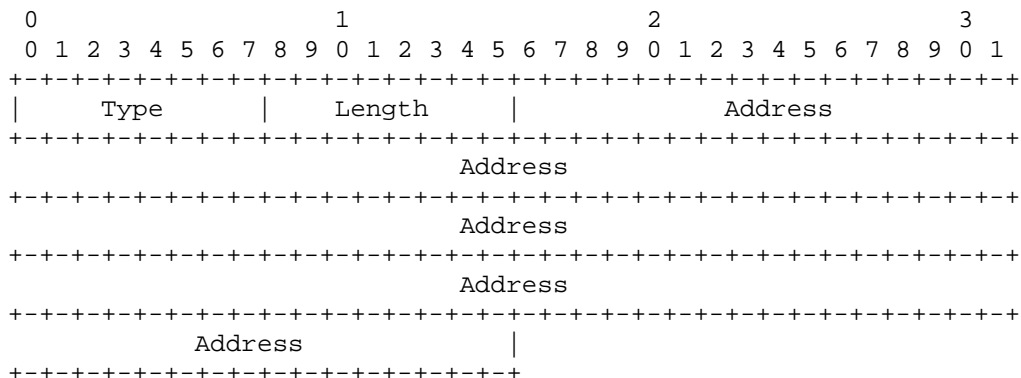 0                   1                   2                   3
 0 1 2 3 4 5 6 7 8 9 0 1 2 3 4 5 6 7 8 9 0 1 2 3 4 5 6 7 8 9 0 1
+-+-+-+-+-+-+-+-+-+-+-+-+-+-+-+-+-+-+-+-+-+-+-+-+-+-+-+-+-+-+-+-+
|     Type      |    Length     |             Address
+-+-+-+-+-+-+-+-+-+-+-+-+-+-+-+-+-+-+-+-+-+-+-+-+-+-+-+-+-+-+-+-+
                             Address
+-+-+-+-+-+-+-+-+-+-+-+-+-+-+-+-+-+-+-+-+-+-+-+-+-+-+-+-+-+-+-+-+
                             Address
+-+-+-+-+-+-+-+-+-+-+-+-+-+-+-+-+-+-+-+-+-+-+-+-+-+-+-+-+-+-+-+-+
                             Address
+-+-+-+-+-+-+-+-+-+-+-+-+-+-+-+-+-+-+-+-+-+-+-+-+-+-+-+-+-+-+-+-+
            Address             |
+-+-+-+-+-+-+-+-+-+-+-+-+-+-+-+-+